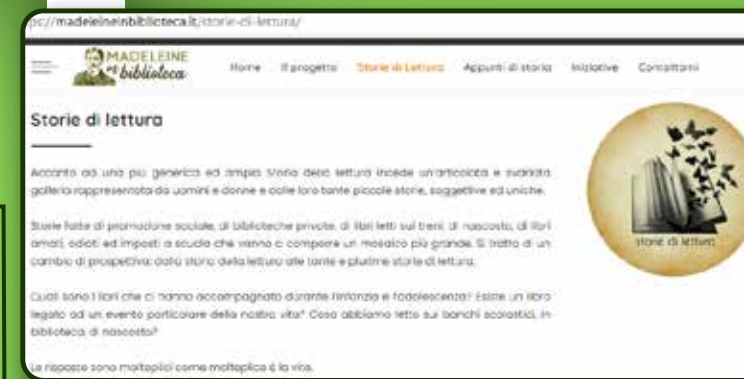 ps://madeleineinbiblioteca.it/storie-di-lettura/
MADELEINE
in biblioteca
Home Il progetto Storie di Lettura Appunti di storia Iniziative Contattami
Storie di lettura
Accanto ad una più generica ed ampia Storia della lettura incede un'articolata e svariata
galleria rappresentata da uomini e donne e dalle loro tante piccole storie, soggettive ed uniche.
Storie fatte di promozione sociale, di biblioteche private, di libri letti sui treni, di nascosto, di libri
amati, odiati ed imposti a scuola che vanno a comporre un mosaico più grande. Si tratta di un
cambio di prospettiva: dalla storia della lettura alle tante e plurime storie di lettura.
Quali sono i libri che ci hanno accompagnato durante l'infanzia e l'adolescenza? Esiste un libro
legato ad un evento particolare della nostra vita? Cosa abbiamo letto sui banchi scolastici, in
biblioteca, di nascosto?
Le risposte sono molteplici come molteplice è la vita.
storie di lettura